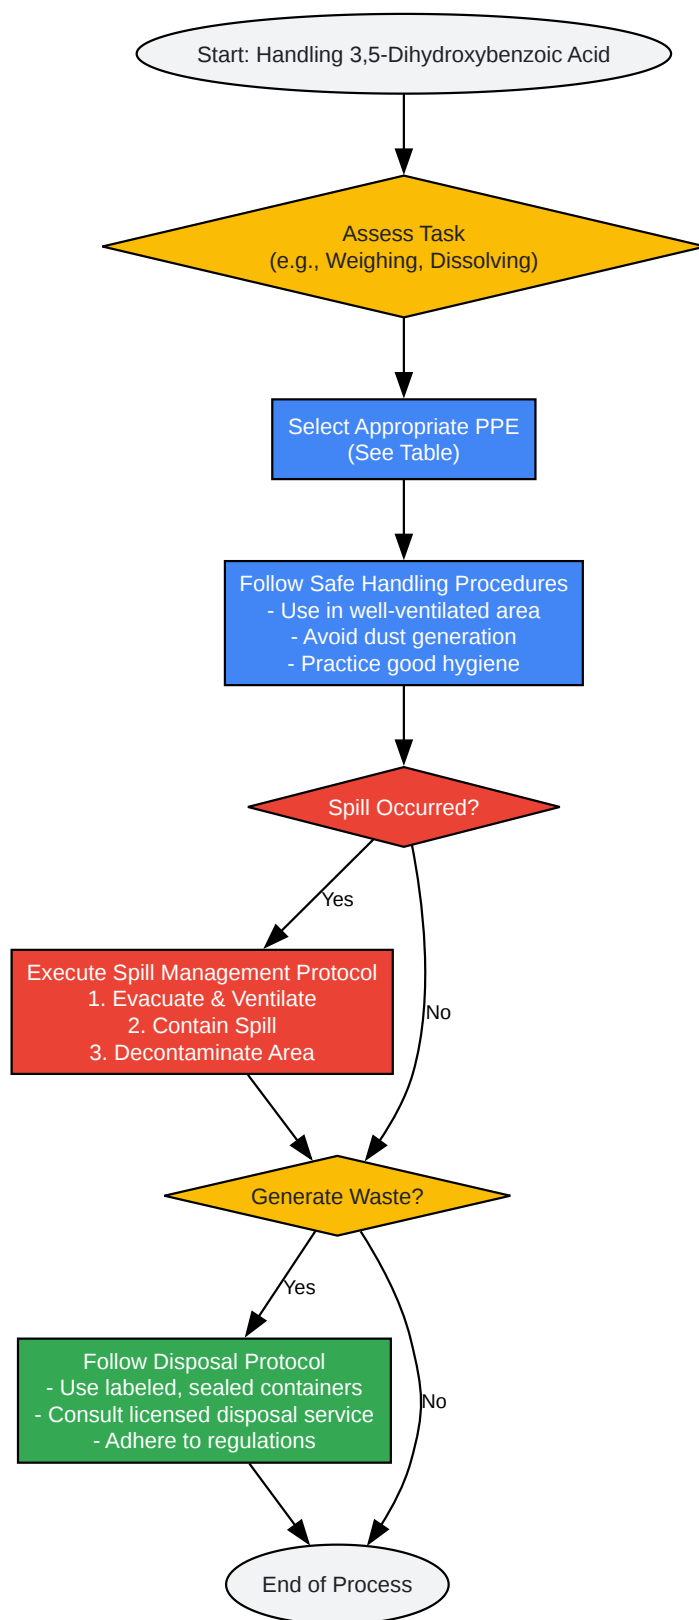 Start: Handling 3,5-Dihydroxybenzoic Acid
Assess Task
(e.g., Weighing, Dissolving)
Select Appropriate PPE
(See Table)
Follow Safe Handling Procedures
- Use in well-ventilated area
- Avoid dust generation
- Practice good hygiene
Spill Occurred?
Yes
Execute Spill Management Protocol
1. Evacuate & Ventilate
2. Contain Spill
3. Decontaminate Area
No
Generate Waste?
Yes
Follow Disposal Protocol
- Use labeled, sealed containers
- Consult licensed disposal service
- Adhere to regulations
No
End of Process